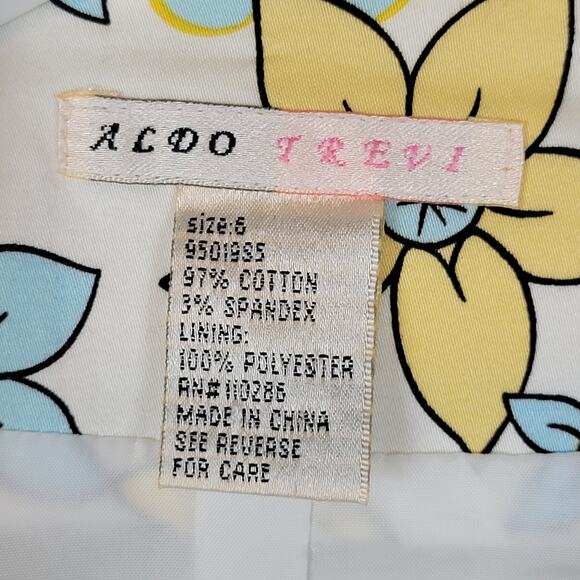 ALDO TREVI
size:6
9501935
97% COTTON
3% SPANDEX
LINING:
100% POLYESTER
RN#110286
MADE IN CHINA
SEE REVERSE
FOR CARE